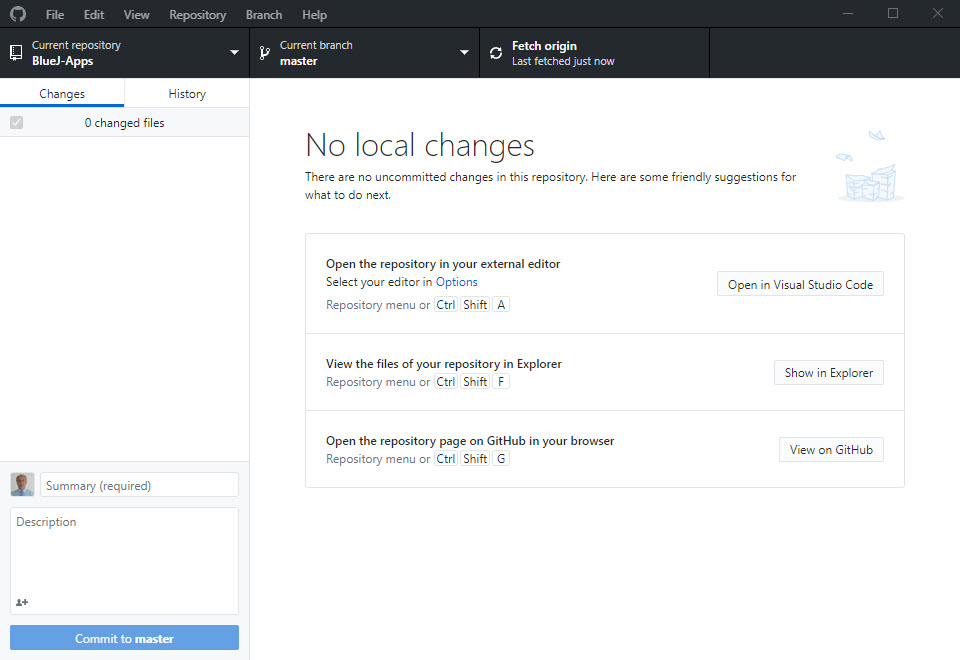 File Edit View Repository Branch Help
Current repository
BlueJ-Apps
Current branch
master
Fetch origin
Last fetched just now
Changes
History
0 changed files
No local changes
There are no uncommitted changes in this repository. Here are some friendly suggestions for
what to do next.
Open the repository in your external editor
Select your editor in Options
Repository menu or Ctrl Shift A
Open in Visual Studio Code
View the files of your repository in Explorer
Repository menu or Ctrl Shift F
Show in Explorer
Open the repository page on GitHub in your browser
Repository menu or Ctrl Shift G
View on GitHub
Summary (required)
Description
Commit to master